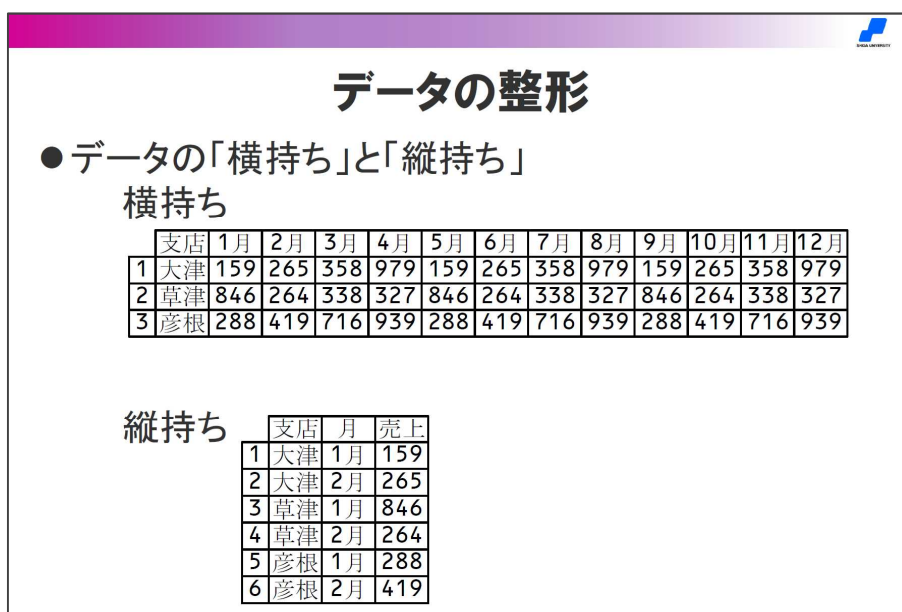 SHIGA UNIVERSITY
データの整形
●データの「横持ち」と「縦持ち」
横持ち
支店 1月 2月 3月 4月 5月 6月 7月 8月 9月 10月 11月 12月
1 大津 159 265 358 979 159 265 358 979 159 265 358 979
2 草津 846 264 338 327 846 264 338 327 846 264 338 327
3 彦根 288 419 716 939 288 419 716 939 288 419 716 939
縦持ち
支店 月 売上
1 大津 1月 159
2 大津 2月 265
3 草津 1月 846
4 草津 2月 264
5 彦根 1月 288
6 彦根 2月 419